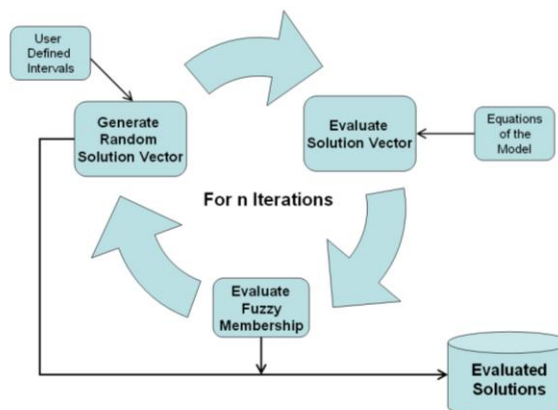 User
Defined
Intervals
Generate
Random
Solution Vector
Evaluate
Solution Vector
Equations
of the
Model
For n Iterations
Evaluate
Fuzzy
Membership
Evaluated
Solutions